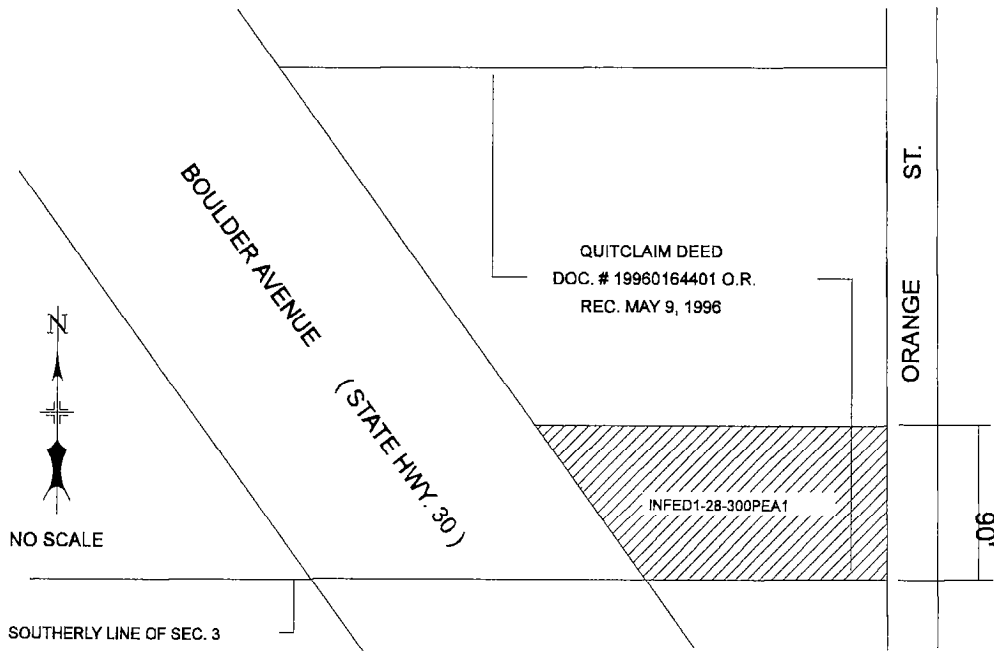 BOULDER AVENUE
( STATE HWY. 30 )
QUITCLAIM DEED
DOC. # 19960164401 O.R.
REC. MAY 9, 1996
ORANGE ST.
N
NO SCALE
INFED1-28-300PEA1
90'
SOUTHERLY LINE OF SEC. 3